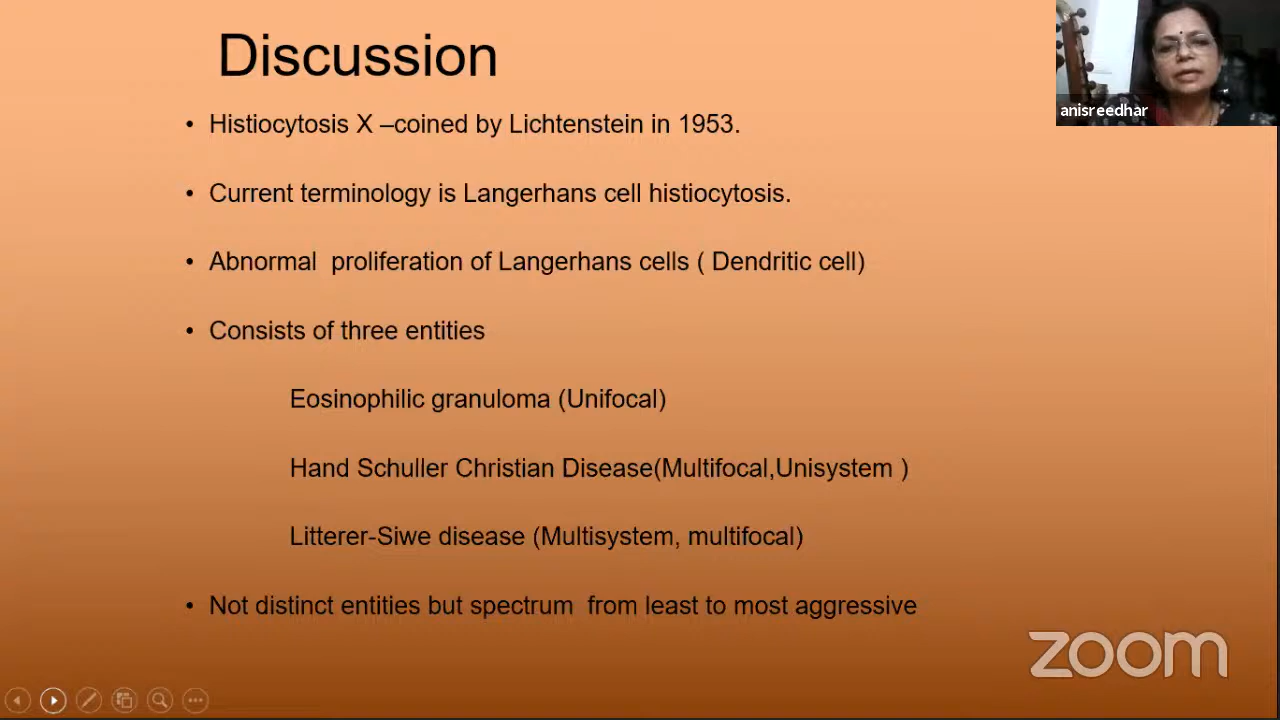 Discussion
• Histiocytosis X –coined by Lichtenstein in 1953.
• Current terminology is Langerhans cell histiocytosis.
• Abnormal  proliferation of Langerhans cells ( Dendritic cell)
• Consists of three entities
Eosinophilic granuloma (Unifocal)
Hand Schuller Christian Disease(Multifocal,Unisystem )
Litterer-Siwe disease (Multisystem, multifocal)
• Not distinct entities but spectrum  from least to most aggressive
anisreedhar
zoom